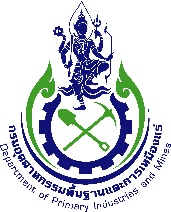 กรมอุตสาหกรรมพื้นฐานและการเหมืองแร่
Department of Primary Industries and Mines